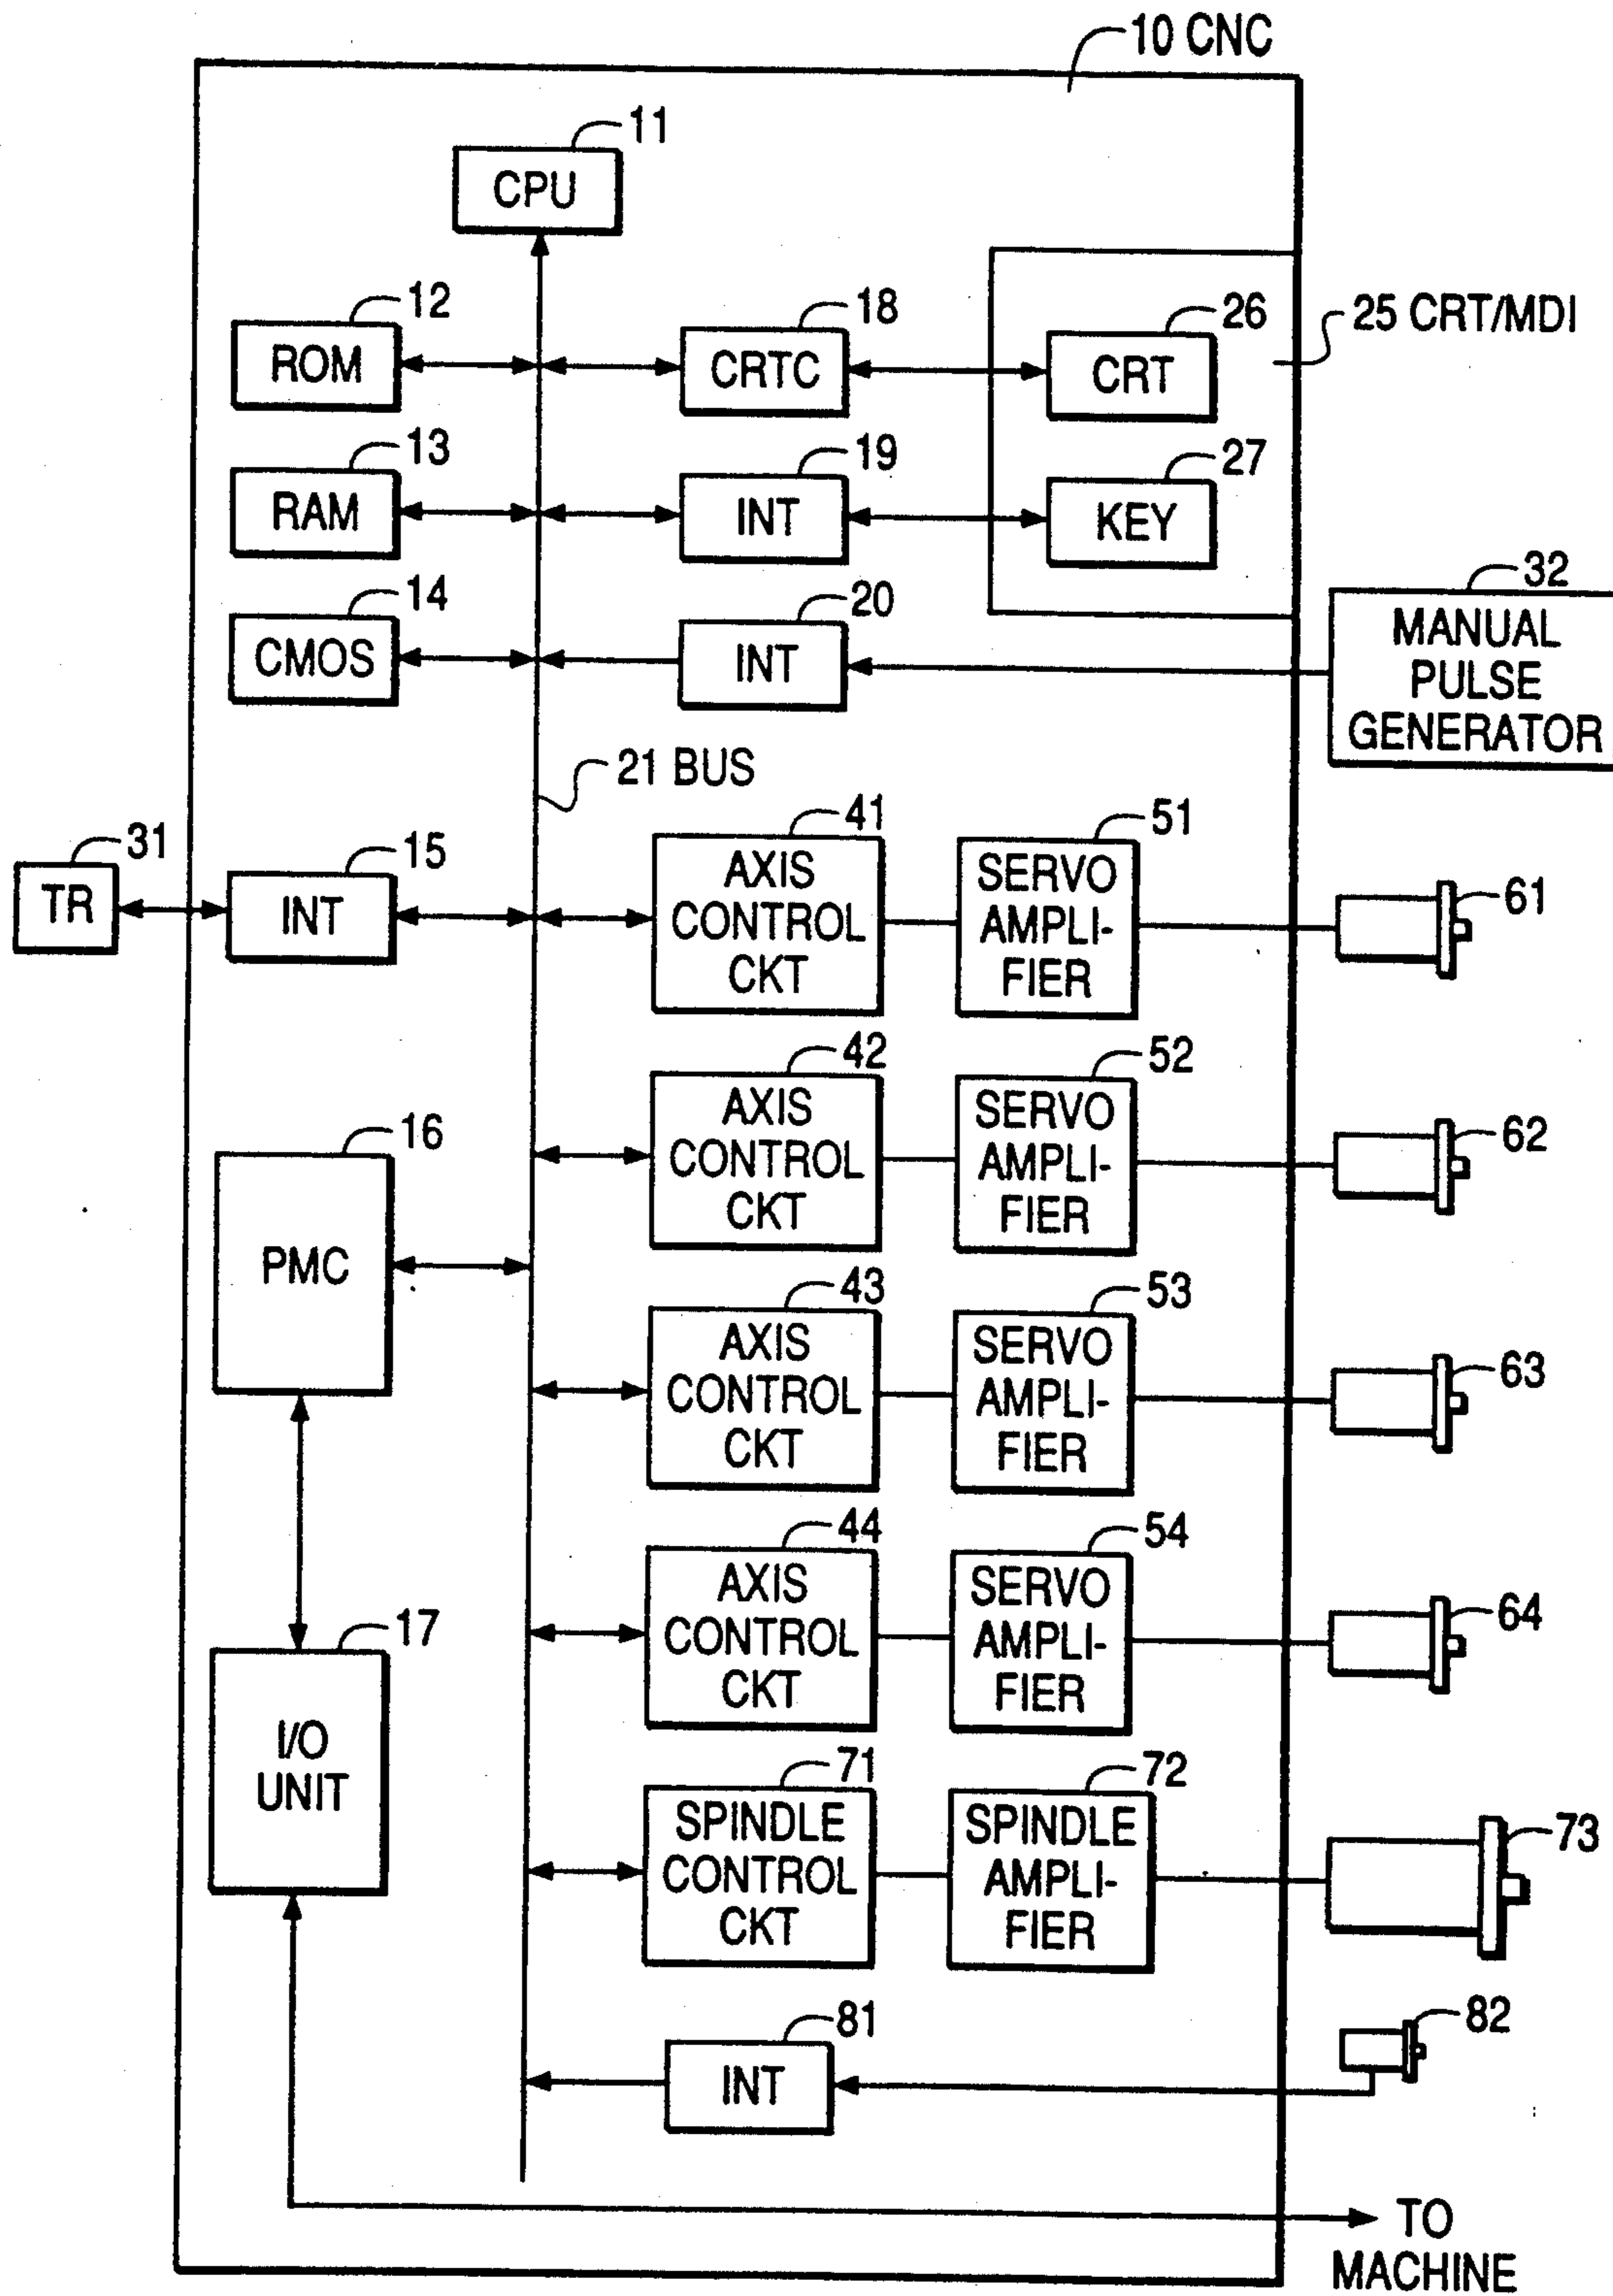 10 CNC
11
CPU
12
ROM
18
CRTC
26
CRT
25 CRT/MDI
13
RAM
19
INT
27
KEY
14
CMOS
20
INT
32
MANUAL
PULSE
GENERATOR
21 BUS
31
TR
15
INT
41
AXIS
CONTROL
CKT
51
SERVO
AMPLI-
FIER
61
42
AXIS
CONTROL
CKT
52
SERVO
AMPLI-
FIER
62
16
PMC
43
AXIS
CONTROL
CKT
53
SERVO
AMPLI-
FIER
63
44
AXIS
CONTROL
CKT
54
SERVO
AMPLI-
FIER
64
17
I/O
UNIT
71
SPINDLE
CONTROL
CKT
72
SPINDLE
AMPLI-
FIER
73
81
INT
82
TO
MACHINE